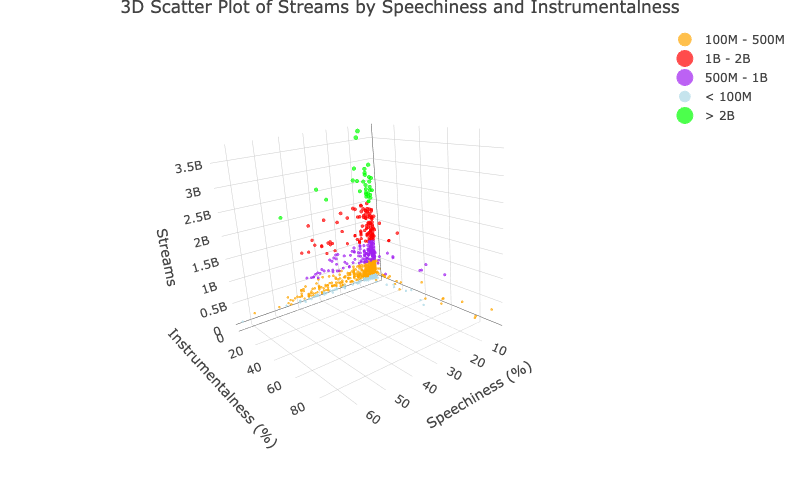 3D Scatter Plot of Streams by Speechiness and Instrumentalness
100M - 500M
1B - 2B
500M - 1B
< 100M
> 2B
3.5B
3B
2.5B
2B
1.5B
1B
0.5B
0
Streams
0
20
40
60
80
Instrumentalness (%)
10
20
30
40
50
60
Speechiness (%)